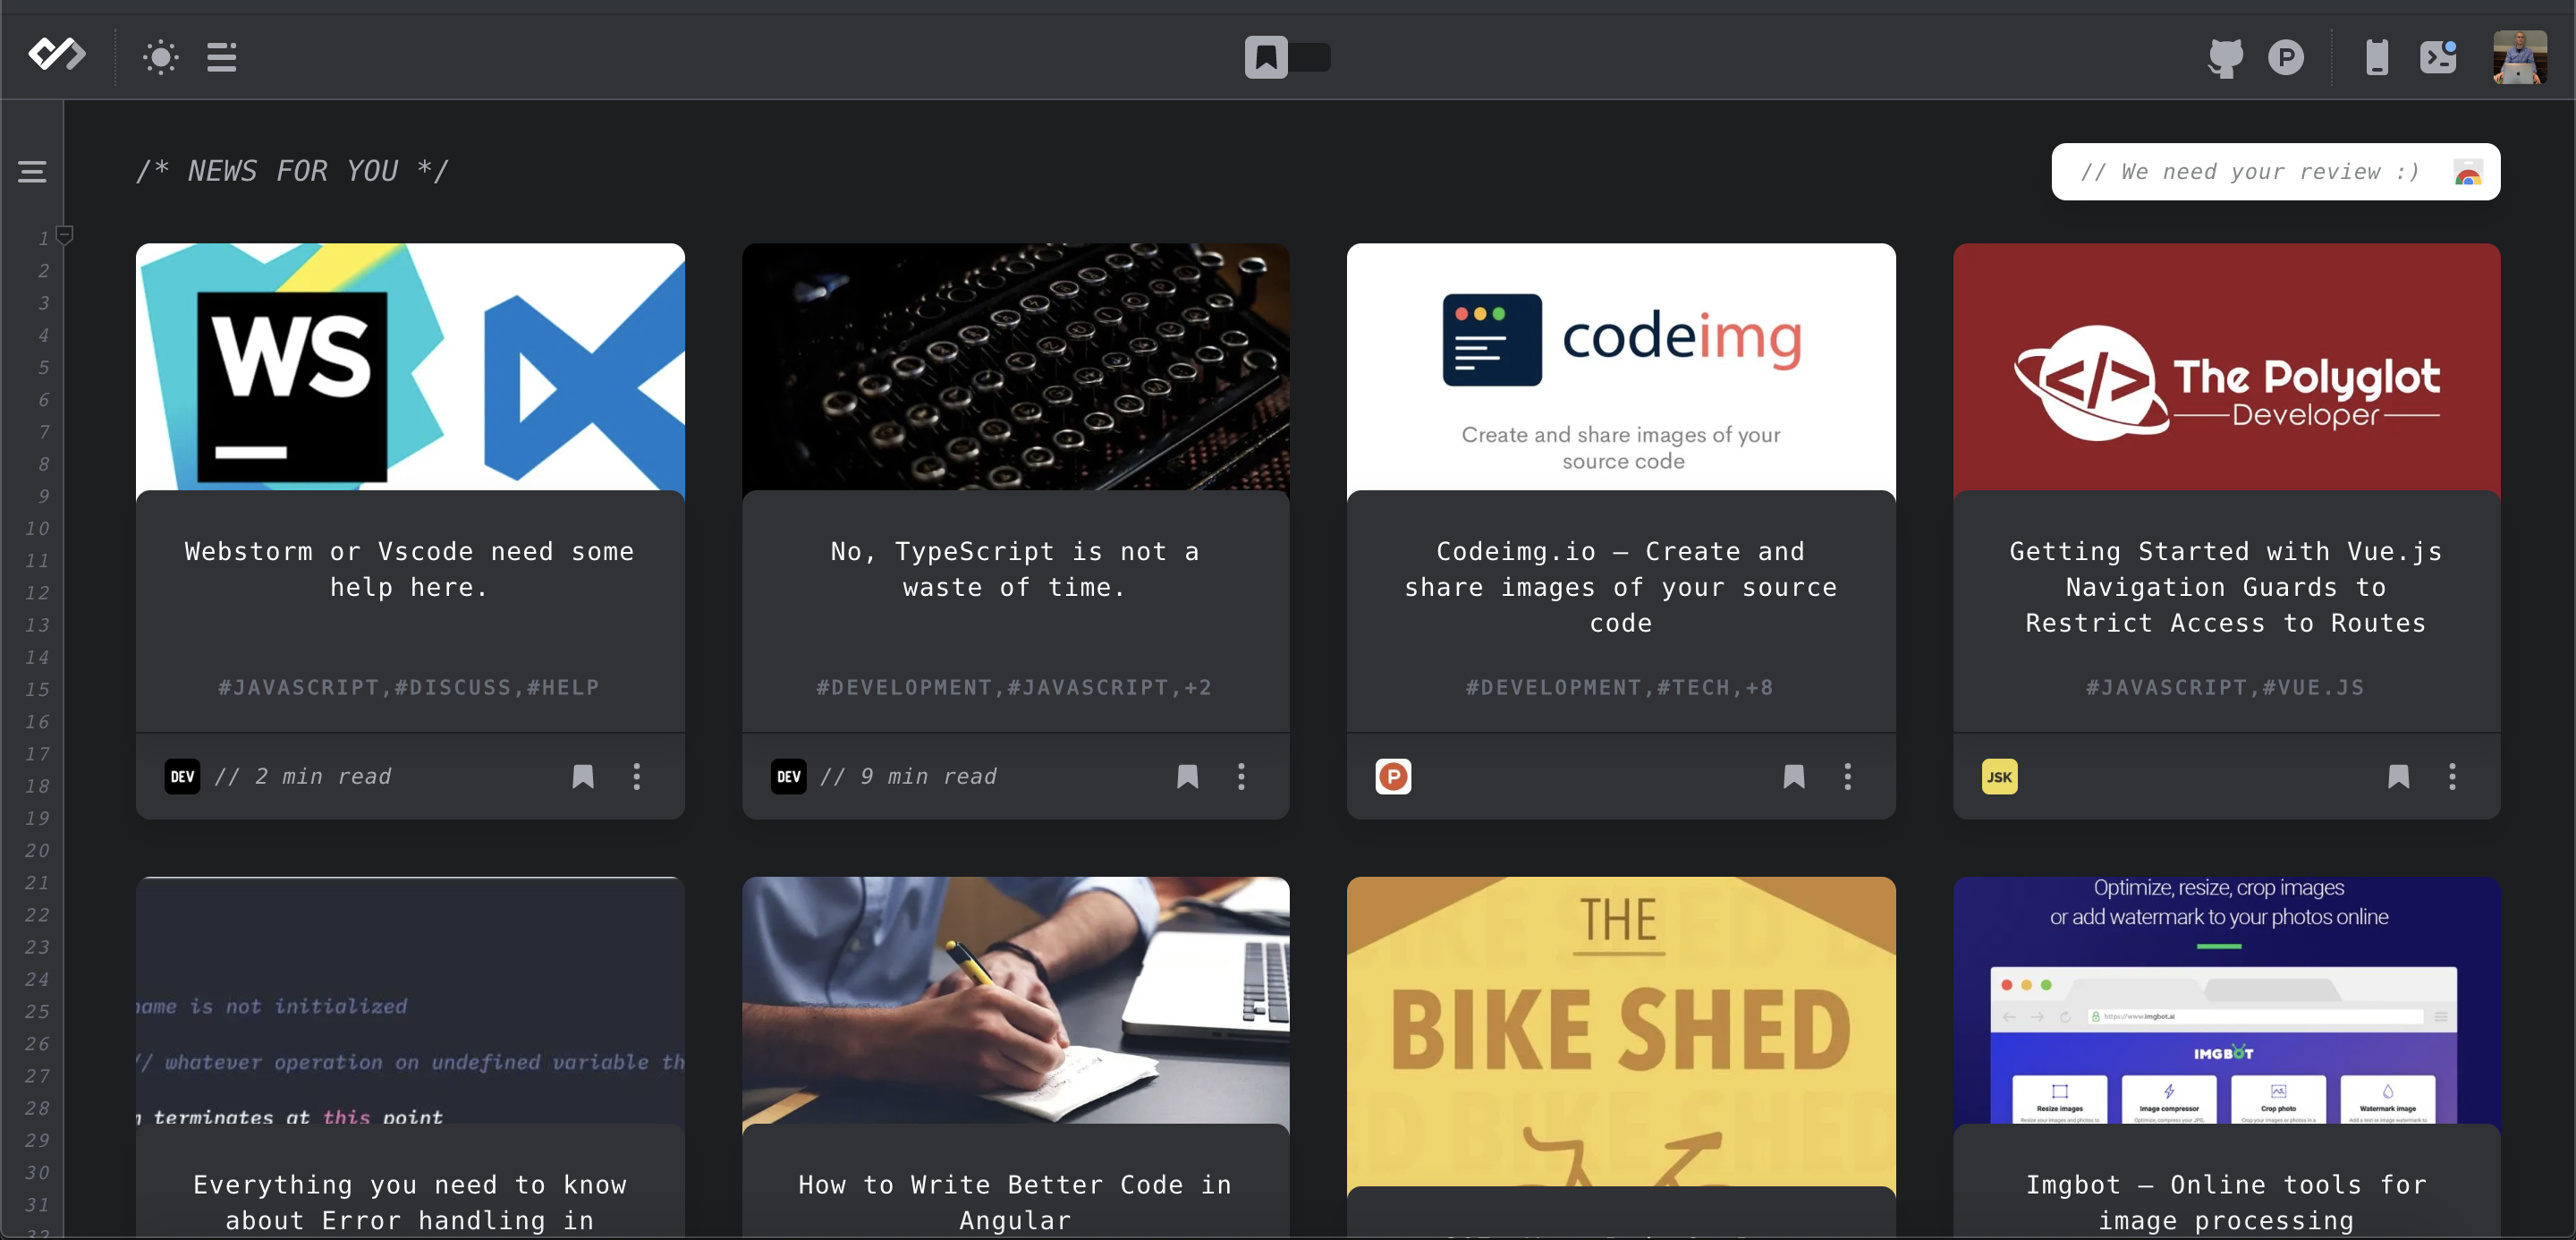 /* NEWS FOR YOU */
// We need your review :)
1
2
3
4
5
6
7
8
9
10
11
12
13
14
15
16
17
18
19
20
21
22
23
24
25
26
27
28
29
30
31
32
WS
codeimg
Create and share images of your
source code
</> The Polyglot
Developer
Webstorm or Vscode need some
help here.
#JAVASCRIPT,#DISCUSS,#HELP
DEV // 2 min read
No, TypeScript is not a
waste of time.
#DEVELOPMENT,#JAVASCRIPT,+2
DEV // 9 min read
Codeimg.io — Create and
share images of your source
code
#DEVELOPMENT,#TECH,+8
P
Getting Started with Vue.js
Navigation Guards to
Restrict Access to Routes
#JAVASCRIPT,#VUE.JS
JSK
name is not initialized
// whatever operation on undefined variable th
terminates at this point
Everything you need to know
about Error handling in
How to Write Better Code in
Angular
THE
BIKE SHED
Optimize, resize, crop images
or add watermark to your photos online
https://www.imgbot.ai
IMGBOT
Resize images
Image compressor
Crop photo
Watermark image
Imgbot — Online tools for
image processing